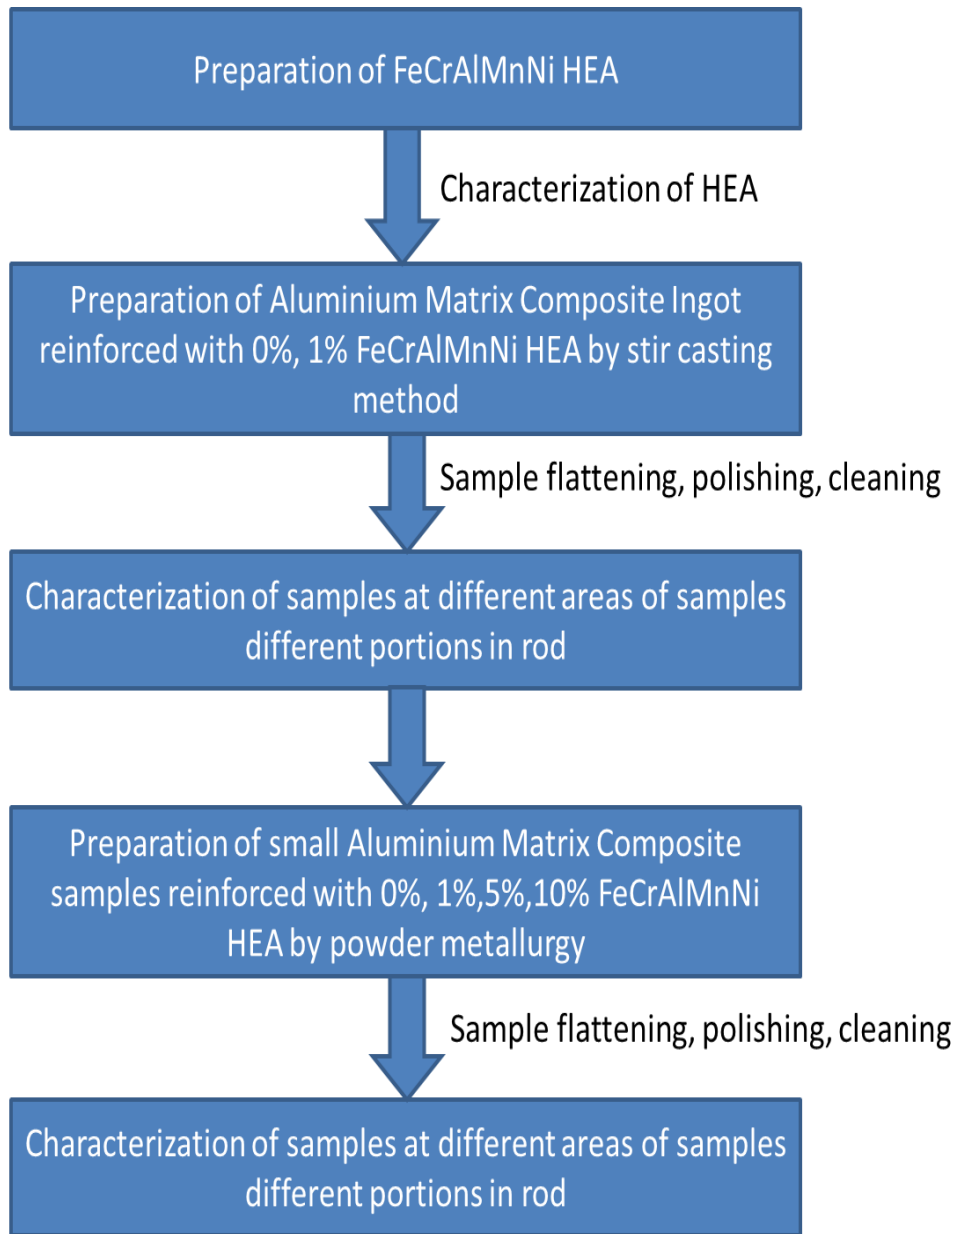 Preparation of FeCrAlMnNi HEA
Characterization of HEA
Preparation of Aluminium Matrix Composite Ingot
reinforced with 0%, 1% FeCrAlMnNi HEA by stir casting
method
Sample flattening, polishing, cleaning
Characterization of samples at different areas of samples
different portions in rod
Preparation of small Aluminium Matrix Composite
samples reinforced with 0%, 1%,5%,10% FeCrAlMnNi
HEA by powder metallurgy
Sample flattening, polishing, cleaning
Characterization of samples at different areas of samples
different portions in rod